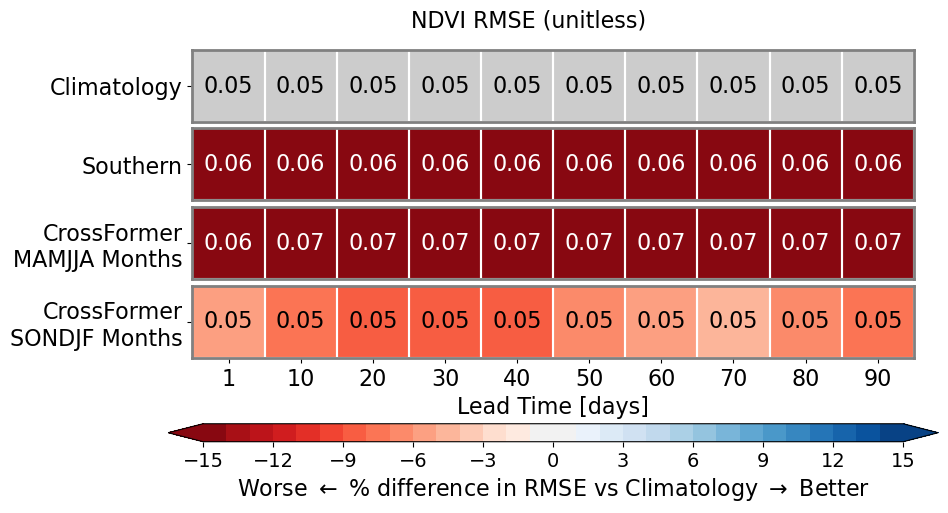 NDVI RMSE (unitless)
Climatology 0.05 0.05 0.05 0.05 0.05 0.05 0.05 0.05 0.05 0.05
Southern 0.06 0.06 0.06 0.06 0.06 0.06 0.06 0.06 0.06 0.06
CrossFormer
MAMJJA Months 0.06 0.07 0.07 0.07 0.07 0.07 0.07 0.07 0.07 0.07
CrossFormer
SONDJF Months 0.05 0.05 0.05 0.05 0.05 0.05 0.05 0.05 0.05 0.05
1 10 20 30 40 50 60 70 80 90
Lead Time [days]
−15 −12 −9 −6 −3 0 3 6 9 12 15
Worse ← % difference in RMSE vs Climatology → Better